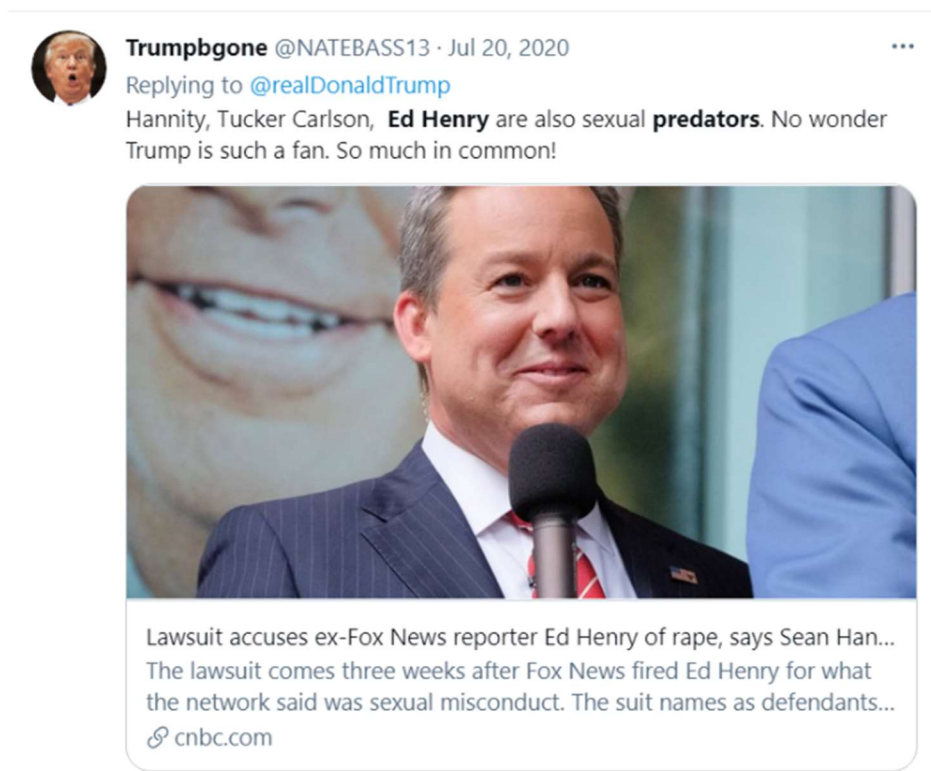 Trumpbgone @NATEBASS13 · Jul 20, 2020
Replying to @realDonaldTrump
Hannity, Tucker Carlson, Ed Henry are also sexual predators. No wonder
Trump is such a fan. So much in common!
Lawsuit accuses ex-Fox News reporter Ed Henry of rape, says Sean Han...
The lawsuit comes three weeks after Fox News fired Ed Henry for what
the network said was sexual misconduct. The suit names as defendants...
cnbc.com